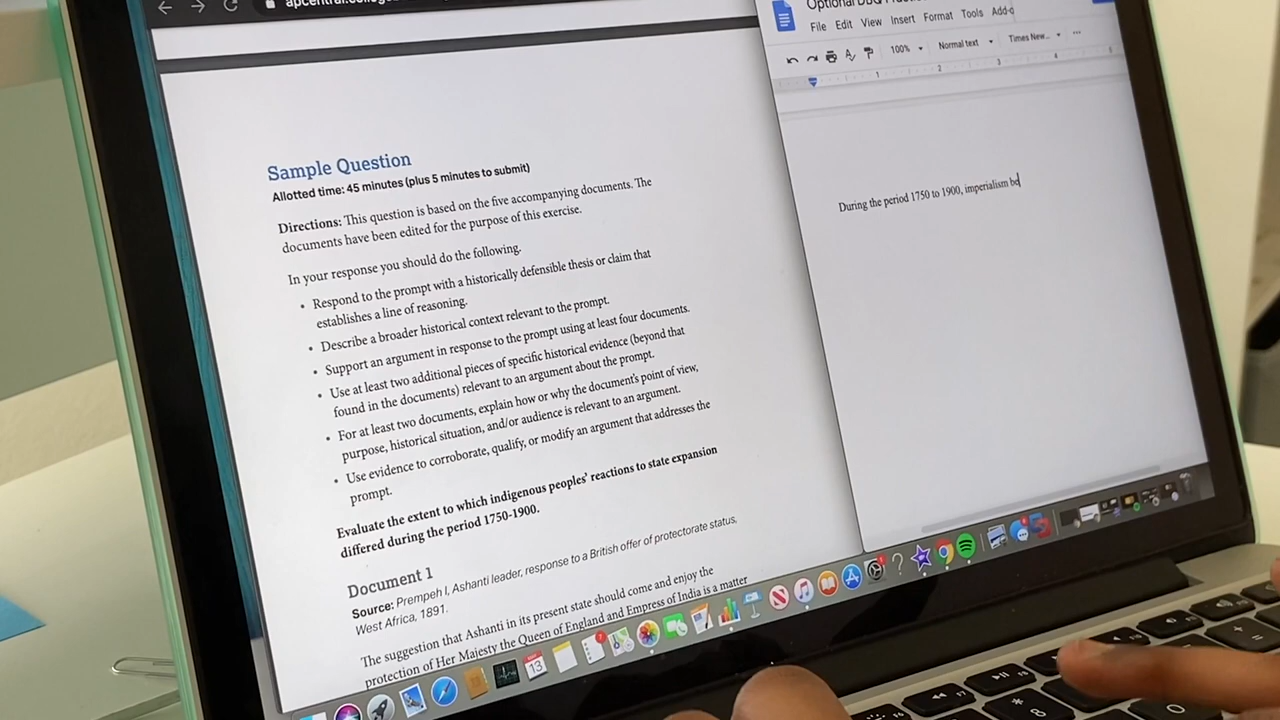 File Edit View Insert Format Tools
100% Normal text Times New...
1 2 3 4 5
Sample Question
Allotted time: 45 minutes (plus 5 minutes to submit)
Directions: This question is based on the five accompanying documents. The
documents have been edited for the purpose of this exercise.
In your response you should do the following.
• Respond to the prompt with a historically defensible thesis or claim that
establishes a line of reasoning.
• Describe a broader historical context relevant to the prompt.
• Support an argument in response to the prompt using at least four documents.
• Use at least two additional pieces of specific historical evidence (beyond that
found in the documents) relevant to an argument about the prompt.
• For at least two documents, explain how or why the document's point of view,
purpose, historical situation, and/or audience is relevant to an argument.
• Use evidence to corroborate, qualify, or modify an argument that addresses the
prompt.
Evaluate the extent to which indigenous peoples' reactions to state expansion
differed during the period 1750-1900.
Document 1
Source: Prempeh I, Ashanti leader, response to a British offer of protectorate status,
West Africa, 1891.
The suggestion that Ashanti in its present state should come and enjoy the
protection of Her Majesty the Queen of England and Empress of India is a matter
During the period 1750 to 1900, imperialism be
13